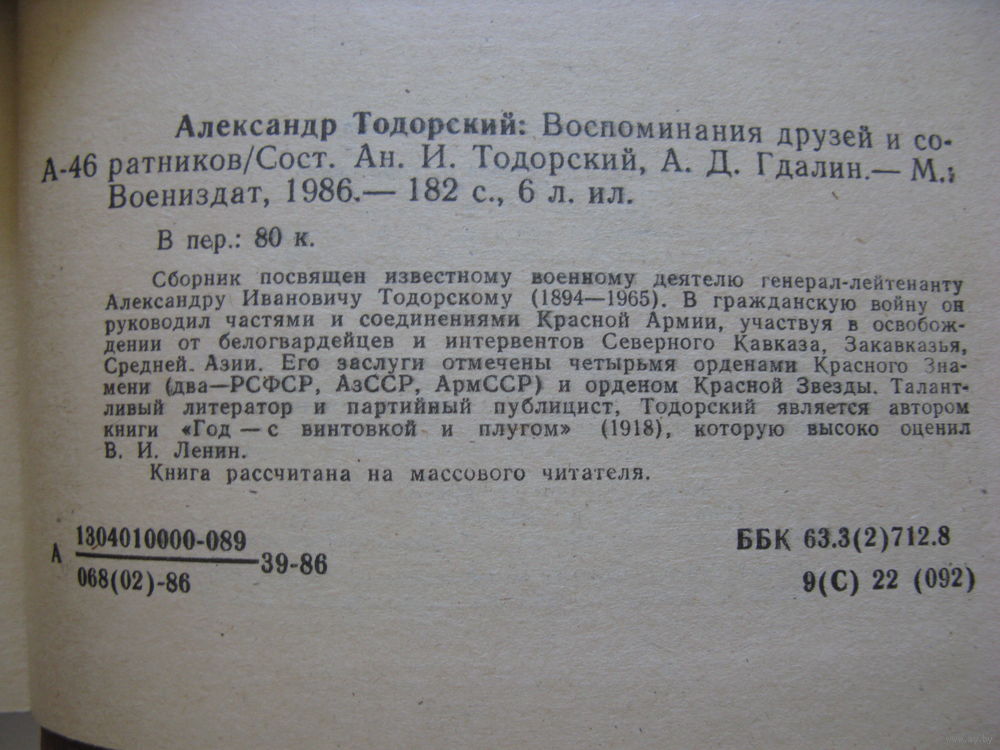 Александр Тодорский: Воспоминания друзей и со-
А-46 ратников/Сост. Ан. И. Тодорский, А. Д. Гдалин.— М.:
Воениздат, 1986.— 182 с., 6 л. ил.
В пер.: 80 к.
Сборник посвящен известному военному деятелю генерал-лейтенанту
Александру Ивановичу Тодорскому (1894—1965). В гражданскую войну он
руководил частями и соединениями Красной Армии, участвуя в освобож-
дении от белогвардейцев и интервентов Северного Кавказа, Закавказья,
Средней Азии. Его заслуги отмечены четырьмя орденами Красного Зна-
мени (два—РСФСР, АзССР, АрмССР) и орденом Красной Звезды. Талант-
ливый литератор и партийный публицист, Тодорский является автором
книги «Год — с винтовкой и плугом» (1918), которую высоко оценил
В. И. Ленин.
Книга рассчитана на массового читателя.
А 1304010000-089
068(02)-86
39-86
ББК 63.3(2)712.8
9(С) 22 (092)
www.ay.by